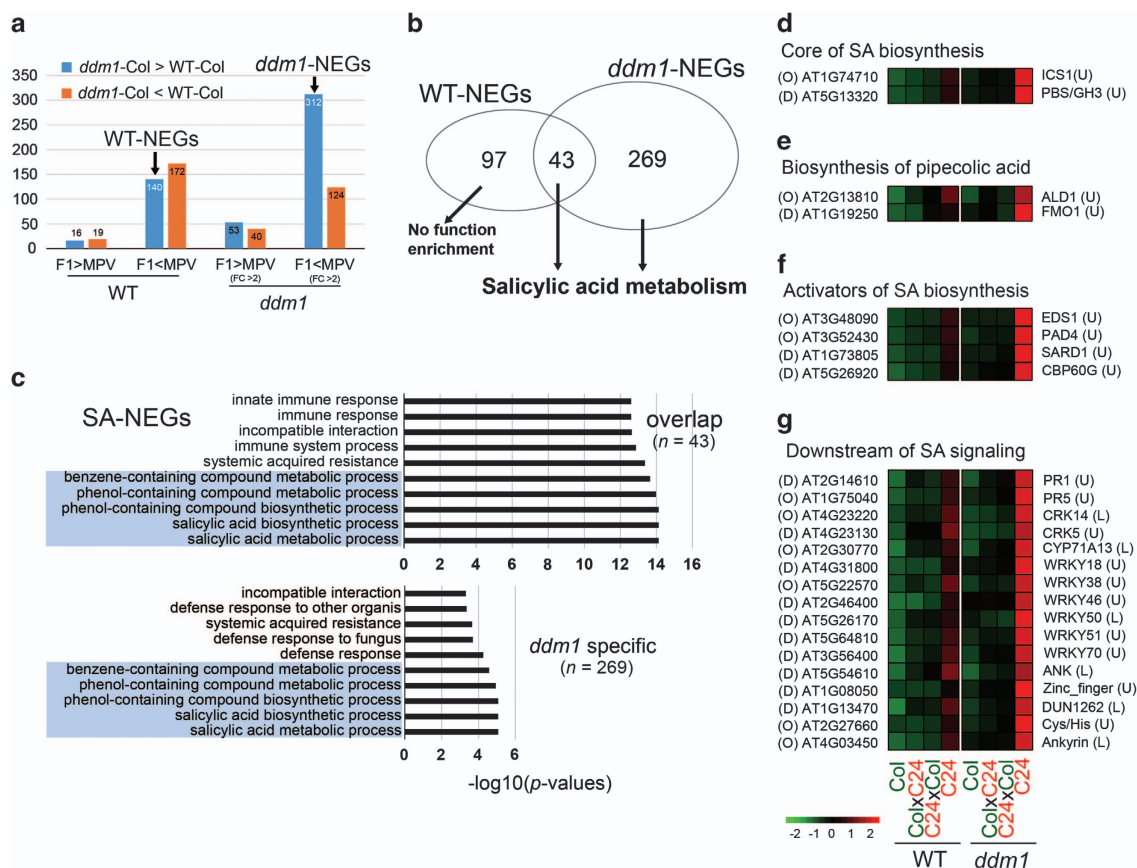 a
ddm1-Col > WT-Col
ddm1-Col < WT-Col
350
300
250
200
150
100
50
0
WT-NEGs
ddm1-NEGs
16
19
140
172
53
40
312
124
F1>MPV
F1<MPV
F1>MPV
(FC >2)
F1<MPV
(FC >2)
WT
ddm1
b
WT-NEGs
ddm1-NEGs
97
43
269
No function
enrichment
Salicylic acid metabolism
c
SA-NEGs
innate immune response
immune response
incompatible interaction
immune system process
systemic acquired resistance
benzene-containing compound metabolic process
phenol-containing compound metabolic process
phenol-containing compound biosynthetic process
salicylic acid biosynthetic process
salicylic acid metabolic process
overlap
(n = 43)
0 2 4 6 8 10 12 14 16
incompatible interaction
defense response to other organis
systemic acquired resistance
defense response to fungus
defense response
benzene-containing compound metabolic process
phenol-containing compound metabolic process
phenol-containing compound biosynthetic process
salicylic acid biosynthetic process
salicylic acid metabolic process
ddm1 specific
(n = 269)
0 2 4 6
-log10(p-values)
d
Core of SA biosynthesis
(O) AT1G74710 ICS1(U)
(D) AT5G13320 PBS/GH3 (U)
e
Biosynthesis of pipecolic acid
(O) AT2G13810 ALD1 (U)
(D) AT1G19250 FMO1 (U)
f
Activators of SA biosynthesis
(O) AT3G48090 EDS1 (U)
(O) AT3G52430 PAD4 (U)
(D) AT1G73805 SARD1 (U)
(D) AT5G26920 CBP60G (U)
g
Downstream of SA signaling
(D) AT2G14610 PR1 (U)
(O) AT1G75040 PR5 (U)
(O) AT4G23220 CRK14 (L)
(D) AT4G23130 CRK5 (U)
(O) AT2G30770 CYP71A13 (L)
(D) AT4G31800 WRKY18 (U)
(O) AT5G22570 WRKY38 (U)
(D) AT2G46400 WRKY46 (U)
(D) AT5G26170 WRKY50 (L)
(D) AT5G64810 WRKY51 (U)
(D) AT3G56400 WRKY70 (U)
(D) AT5G54610 ANK (L)
(D) AT1G08050 Zinc_finger (U)
(D) AT1G13470 DUN1262 (L)
(O) AT2G27660 Cys/His (U)
(O) AT4G03450 Ankyrin (L)
Col
ColxC24
C24xCol
C24
Col
ColxC24
C24xCol
C24
-2 -1 0 1 2
WT
ddm1